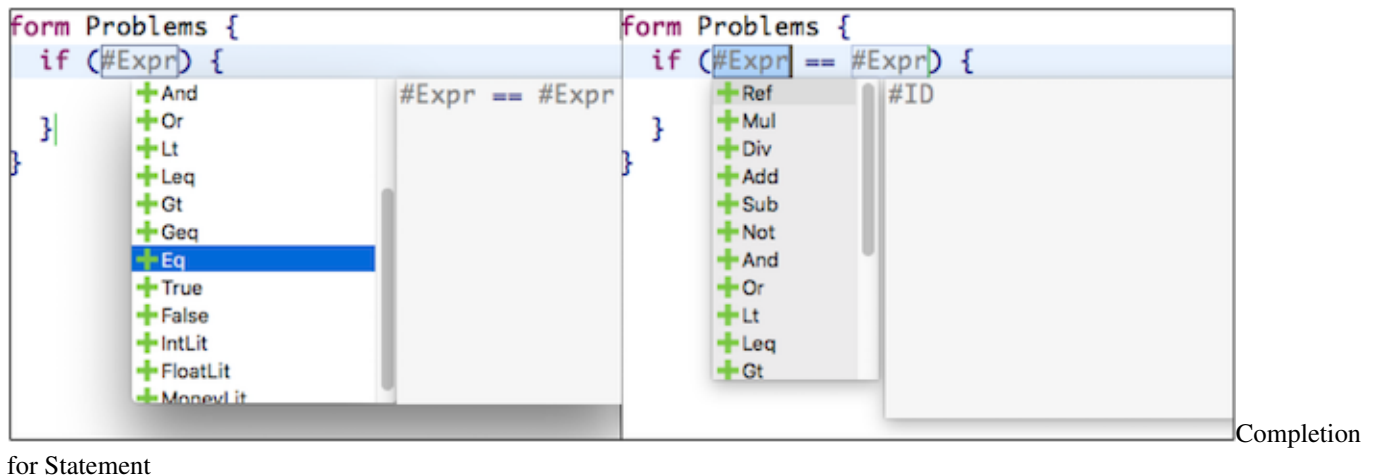 form Problems {
if (#Expr) {
And
Or
Lt
Leq
Gt
Geq
Eq
True
False
IntLit
FloatLit
MoneyLit
#Expr == #Expr
}
}
form Problems {
if (#Expr == #Expr) {
Ref
Mul
Div
Add
Sub
Not
And
Or
Lt
Leq
Gt
#ID
}
}
Completion
for Statement